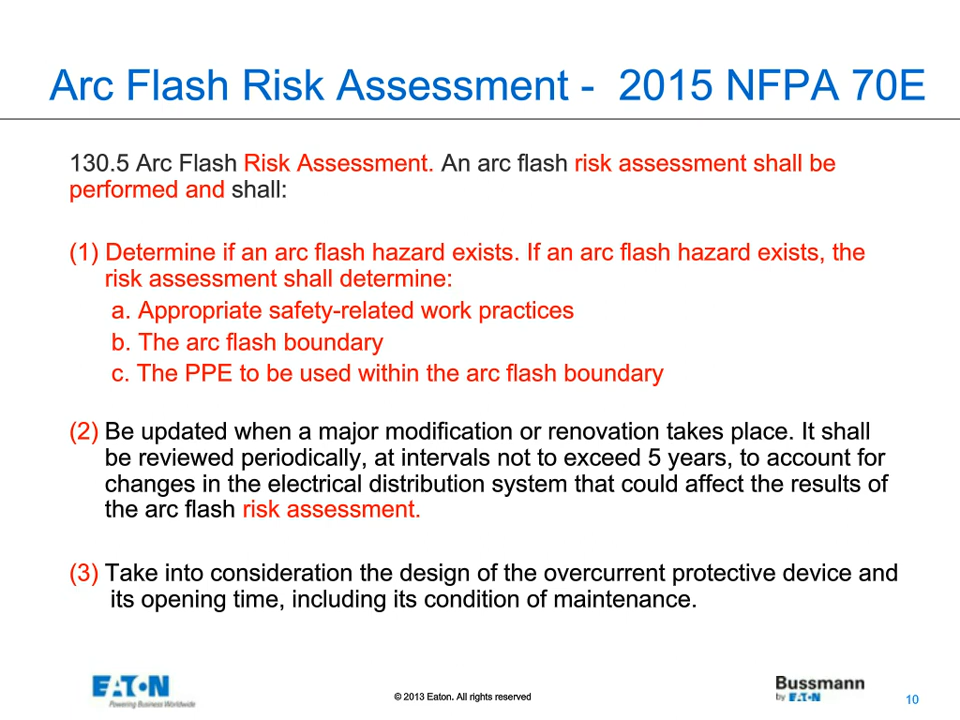 Arc Flash Risk Assessment - 2015 NFPA 70E
130.5 Arc Flash Risk Assessment. An arc flash risk assessment shall be
performed and shall:
(1) Determine if an arc flash hazard exists. If an arc flash hazard exists, the
risk assessment shall determine:
a. Appropriate safety-related work practices
b. The arc flash boundary
c. The PPE to be used within the arc flash boundary
(2) Be updated when a major modification or renovation takes place. It shall
be reviewed periodically, at intervals not to exceed 5 years, to account for
changes in the electrical distribution system that could affect the results of
the arc flash risk assessment.
(3) Take into consideration the design of the overcurrent protective device and
its opening time, including its condition of maintenance.
EATON
Powering Business Worldwide
© 2013 Eaton. All rights reserved
Bussmann
by EATON
10